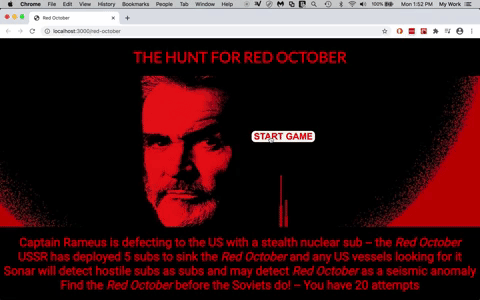 Chrome File Edit View History Bookmarks People Tab Window Help
100% Mon 1:52 PM My Work
Red October
localhost:3000/red-october
THE HUNT FOR RED OCTOBER
START GAME
Captain Rameus is defecting to the US with a stealth nuclear sub – the Red October
USSR has deployed 5 subs to sink the Red October and any US vessels looking for it
Sonar will detect hostile subs as subs and may detect Red October as a seismic anomaly
Find the Red October before the Soviets do! – You have 20 attempts